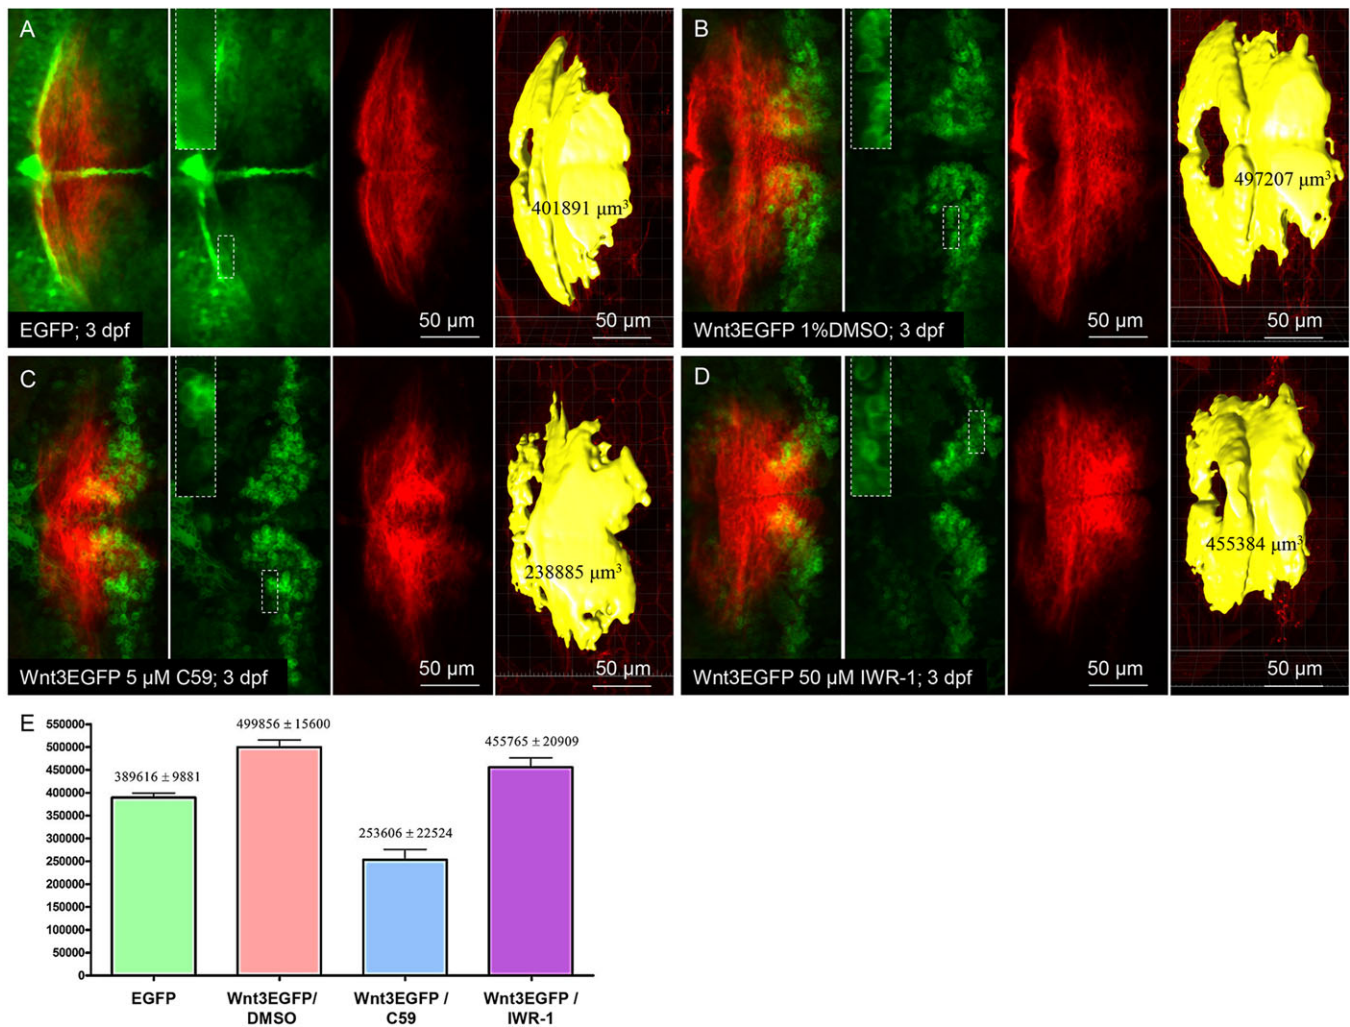 A
401891 μm³
EGFP; 3 dpf
50 μm
50 μm
B
497207 μm³
Wnt3EGFP 1%DMSO; 3 dpf
50 μm
50 μm
C
238885 μm³
Wnt3EGFP 5 μM C59; 3 dpf
50 μm
50 μm
D
455384 μm³
Wnt3EGFP 50 μM IWR-1; 3 dpf
50 μm
50 μm
E
550000
500000
450000
400000
350000
300000
250000
200000
150000
100000
50000
0
389616 ± 9881
499856 ± 15600
253606 ± 22524
455765 ± 20909
EGFP
Wnt3EGFP/
DMSO
Wnt3EGFP /
C59
Wnt3EGFP /
IWR-1